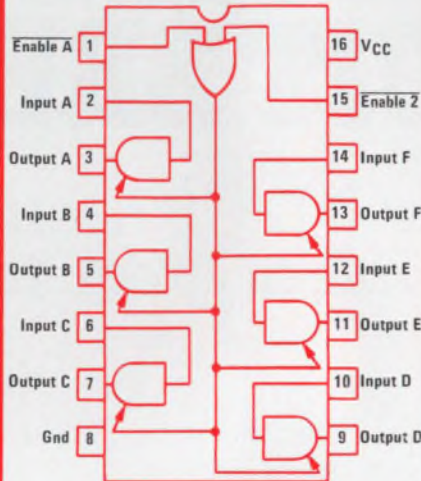 Enable A 1
Input A 2
Output A 3
Input B 4
Output B 5
Input C 6
Output C 7
Gnd 8
16 VCC
15 Enable 2
14 Input F
13 Output F
12 Input E
11 Output E
10 Input D
9 Output D